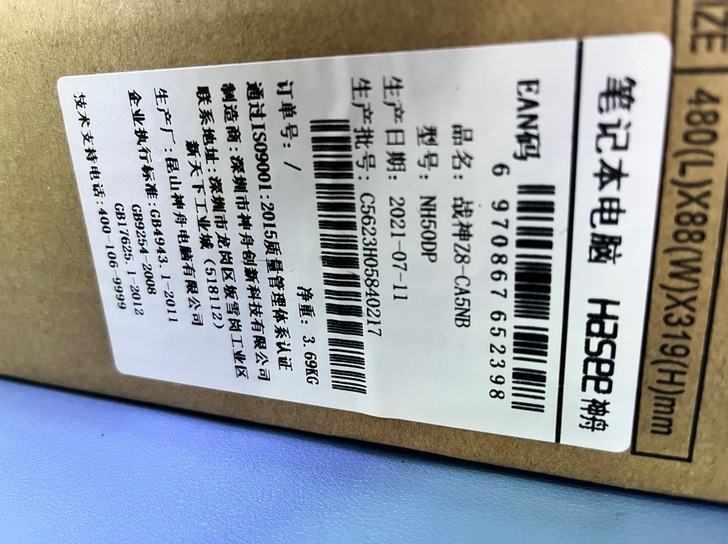 笔记本电脑 Hasee 神舟
EAN码
6 970867 652398
品名: 战神Z8-CA5NB
型号: NH50DP
生产日期: 2021-07-11
生产批号: C5623H05840217
订单号: /
净重: 3.69KG
通过ISO9001:2015质量管理体系认证
制造商:深圳市神舟创新科技有限公司
联系地址:深圳市龙岗区坂雪岗工业区
新天下工业城(518112)
生产厂:昆山神舟电脑有限公司
企业执行标准:GB4943.1-2011
GB9254-2008
GB17625.1-2012
技术支持电话:400-106-9999
480(L)X88(W)X319(H)mm